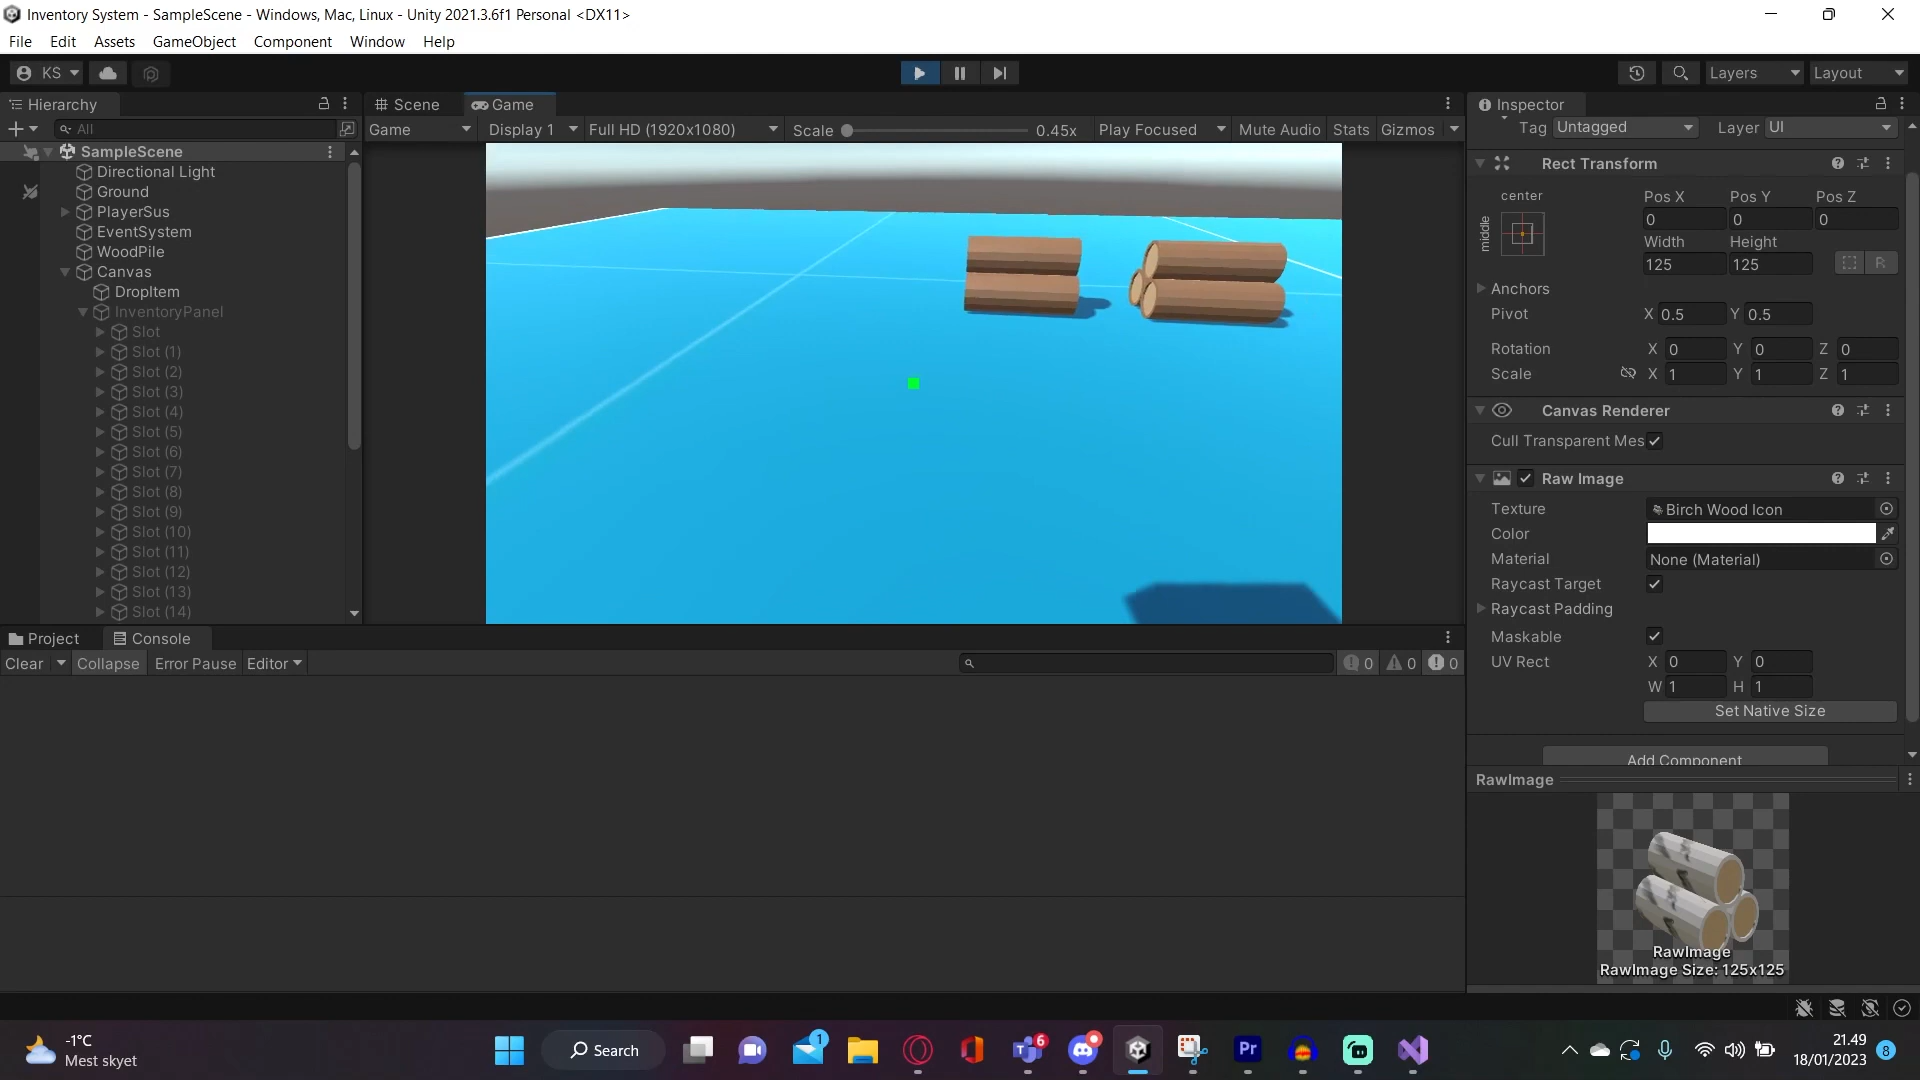 Inventory System - SampleScene - Windows, Mac, Linux - Unity 2021.3.6f1 Personal <DX11>
File Edit Assets GameObject Component Window Help
KS Layers Layout
Hierarchy
All
SampleScene
Directional Light
Ground
PlayerSus
EventSystem
WoodPile
Canvas
DropItem
InventoryPanel
Slot
Slot (1)
Slot (2)
Slot (3)
Slot (4)
Slot (5)
Slot (6)
Slot (7)
Slot (8)
Slot (9)
Slot (10)
Slot (11)
Slot (12)
Slot (13)
Slot (14)
Scene Game
Game Display 1 Full HD (1920x1080) Scale 0.45x Play Focused Mute Audio Stats Gizmos
Inspector
Tag Untagged Layer UI
Rect Transform
center
middle
Pos X Pos Y Pos Z
0 0 0
Width Height
125 125 R
Anchors
Pivot X 0.5 Y 0.5
Rotation X 0 Y 0 Z 0
Scale X 1 Y 1 Z 1
Canvas Renderer
Cull Transparent Mes
Raw Image
Texture Birch Wood Icon
Color
Material None (Material)
Raycast Target
Raycast Padding
Maskable
UV Rect X 0 Y 0
W 1 H 1
Set Native Size
Add Component
RawImage
RawImage
RawImage Size: 125x125
Project Console
Clear Collapse Error Pause Editor 0 0 0
-1°C
Mest skyet
Search
1
6
Pr
21.49
18/01/2023
8